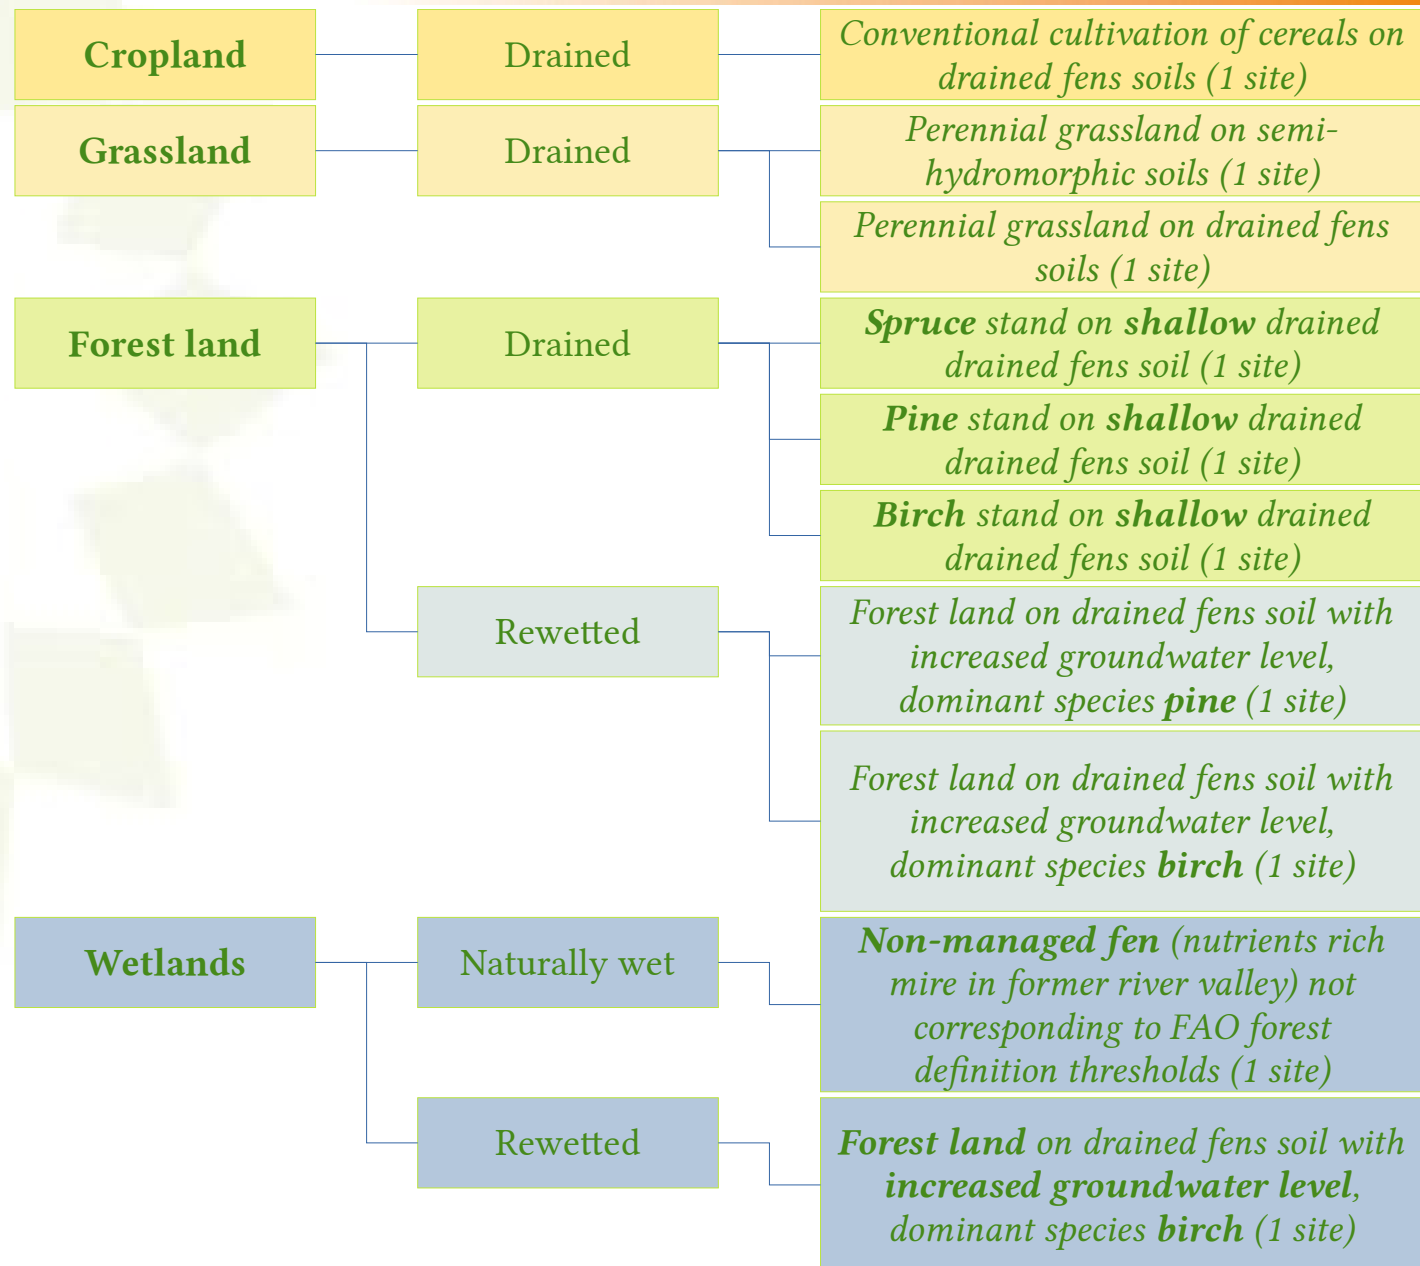 Cropland
Drained
Conventional cultivation of cereals on
drained fens soils (1 site)
Grassland
Drained
Perennial grassland on semi-
hydromorphic soils (1 site)
Perennial grassland on drained fens
soils (1 site)
Forest land
Drained
Spruce stand on shallow drained
drained fens soil (1 site)
Pine stand on shallow drained
drained fens soil (1 site)
Birch stand on shallow drained
drained fens soil (1 site)
Rewetted
Forest land on drained fens soil with
increased groundwater level,
dominant species pine (1 site)
Forest land on drained fens soil with
increased groundwater level,
dominant species birch (1 site)
Wetlands
Naturally wet
Non-managed fen (nutrients rich
mire in former river valley) not
corresponding to FAO forest
definition thresholds (1 site)
Rewetted
Forest land on drained fens soil with
increased groundwater level,
dominant species birch (1 site)